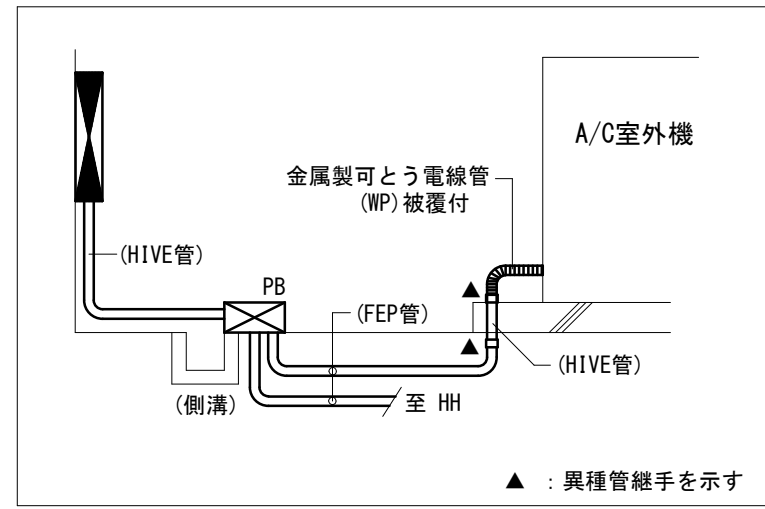 A/C室外機
金属製可とう電線管
(WP)被覆付
(HIVE管)
PB
▲
(FEP管)
▲
(HIVE管)
(側溝)
至 HH
▲ :異種管継手を示す